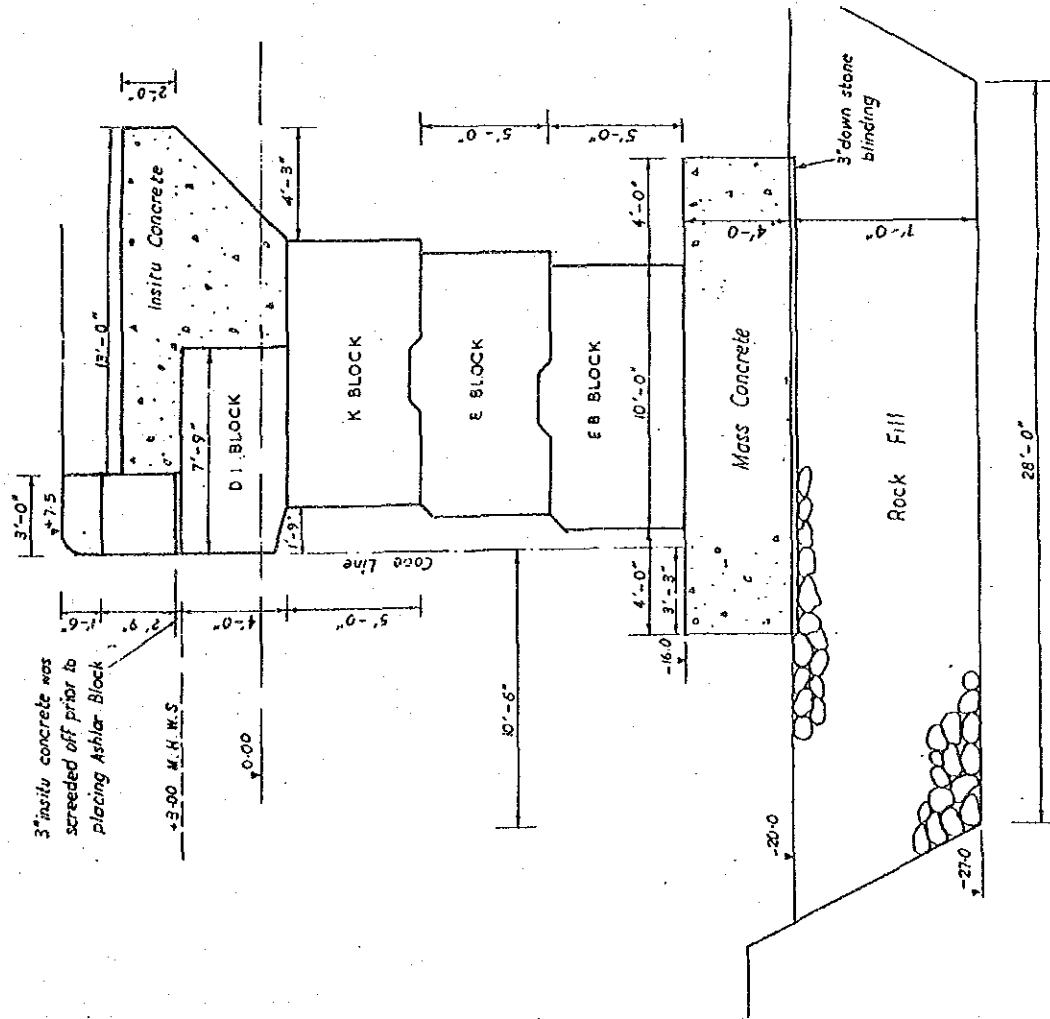 3" insitu concrete was
screeded off prior to
placing Ashlar Block
+3·00 M.H.W.S
0·00
3'-0"
+7.5
1'-6"
2' 9"
4'-0"
5'-0"
13'-0"
2'-0"
Insitu Concrete
7'-9"
D I. BLOCK
4'-3"
1'-9"
Cope Line
K BLOCK
E BLOCK
EB BLOCK
5'-0"
5'-0"
10'-6"
4'-0"
3'-3"
10'-0"
4'-0"
-16.0
Mass Concrete
4'-0
3" down stone
blinding
-20.0
Rock Fill
7'-0"
-27.0
28'-0"